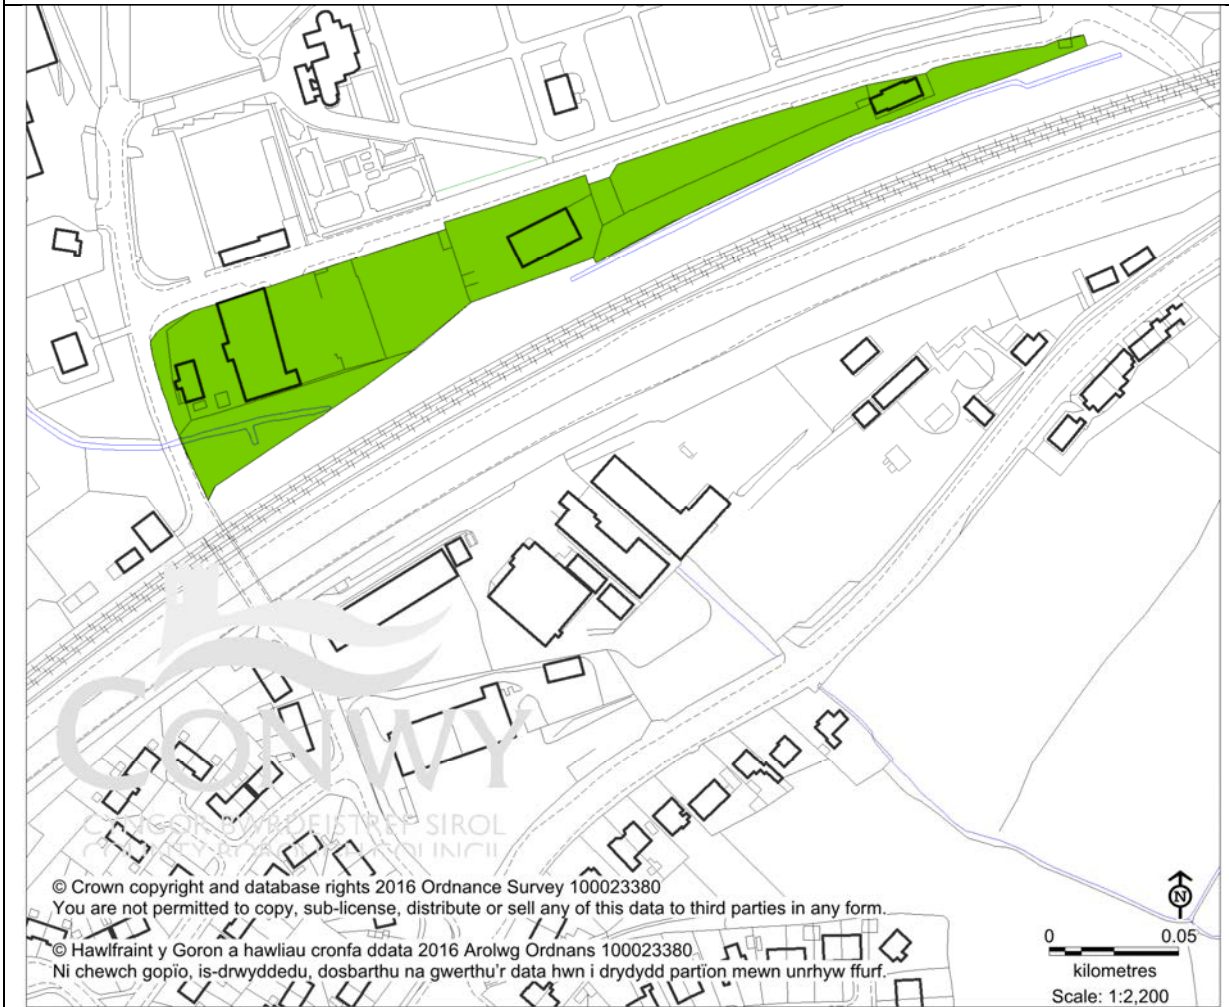 CONWY
CYNGOR BWRDEISTREF SIROL
COUNTY BOROUGH COUNCIL
© Crown copyright and database rights 2016 Ordnance Survey 100023380
You are not permitted to copy, sub-license, distribute or sell any of this data to third parties in any form.
© Hawlfraint y Goron a hawliau cronfa ddata 2016 Arolwg Ordnans 100023380
Ni chewch gopïo, is-drwyddedu, dosbarthu na gwerthu'r data hwn i drydydd partïon mewn unrhyw ffurf.
N
0 0.05
kilometres
Scale: 1:2,200